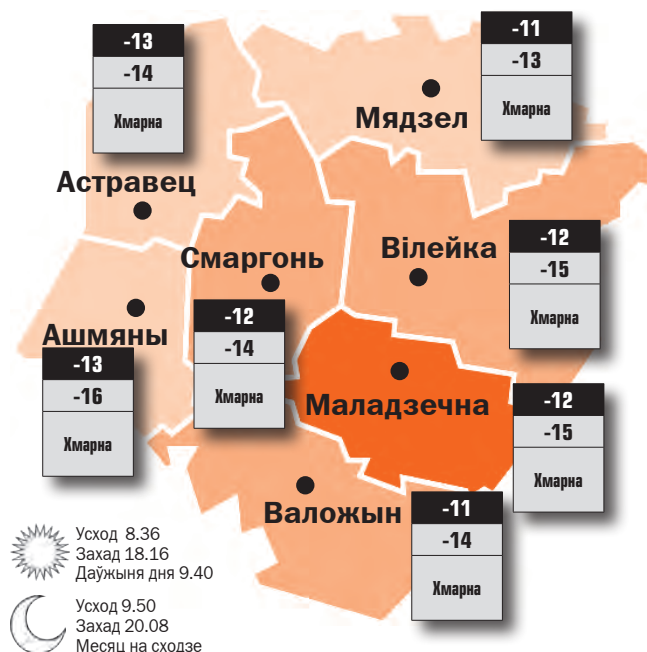 -13
-14
Хмарна
Астравец
-11
-13
Хмарна
Мядзел
Смаргонь
-12
-14
Хмарна
Вілейка
-12
-15
Хмарна
Ашмяны
-13
-16
Хмарна
Маладзечна
-12
-15
Хмарна
Валожын
-11
-14
Хмарна
Усход 8.36
Захад 18.16
Даўжыня дня 9.40
Усход 9.50
Захад 20.08
Месяц на сходзе